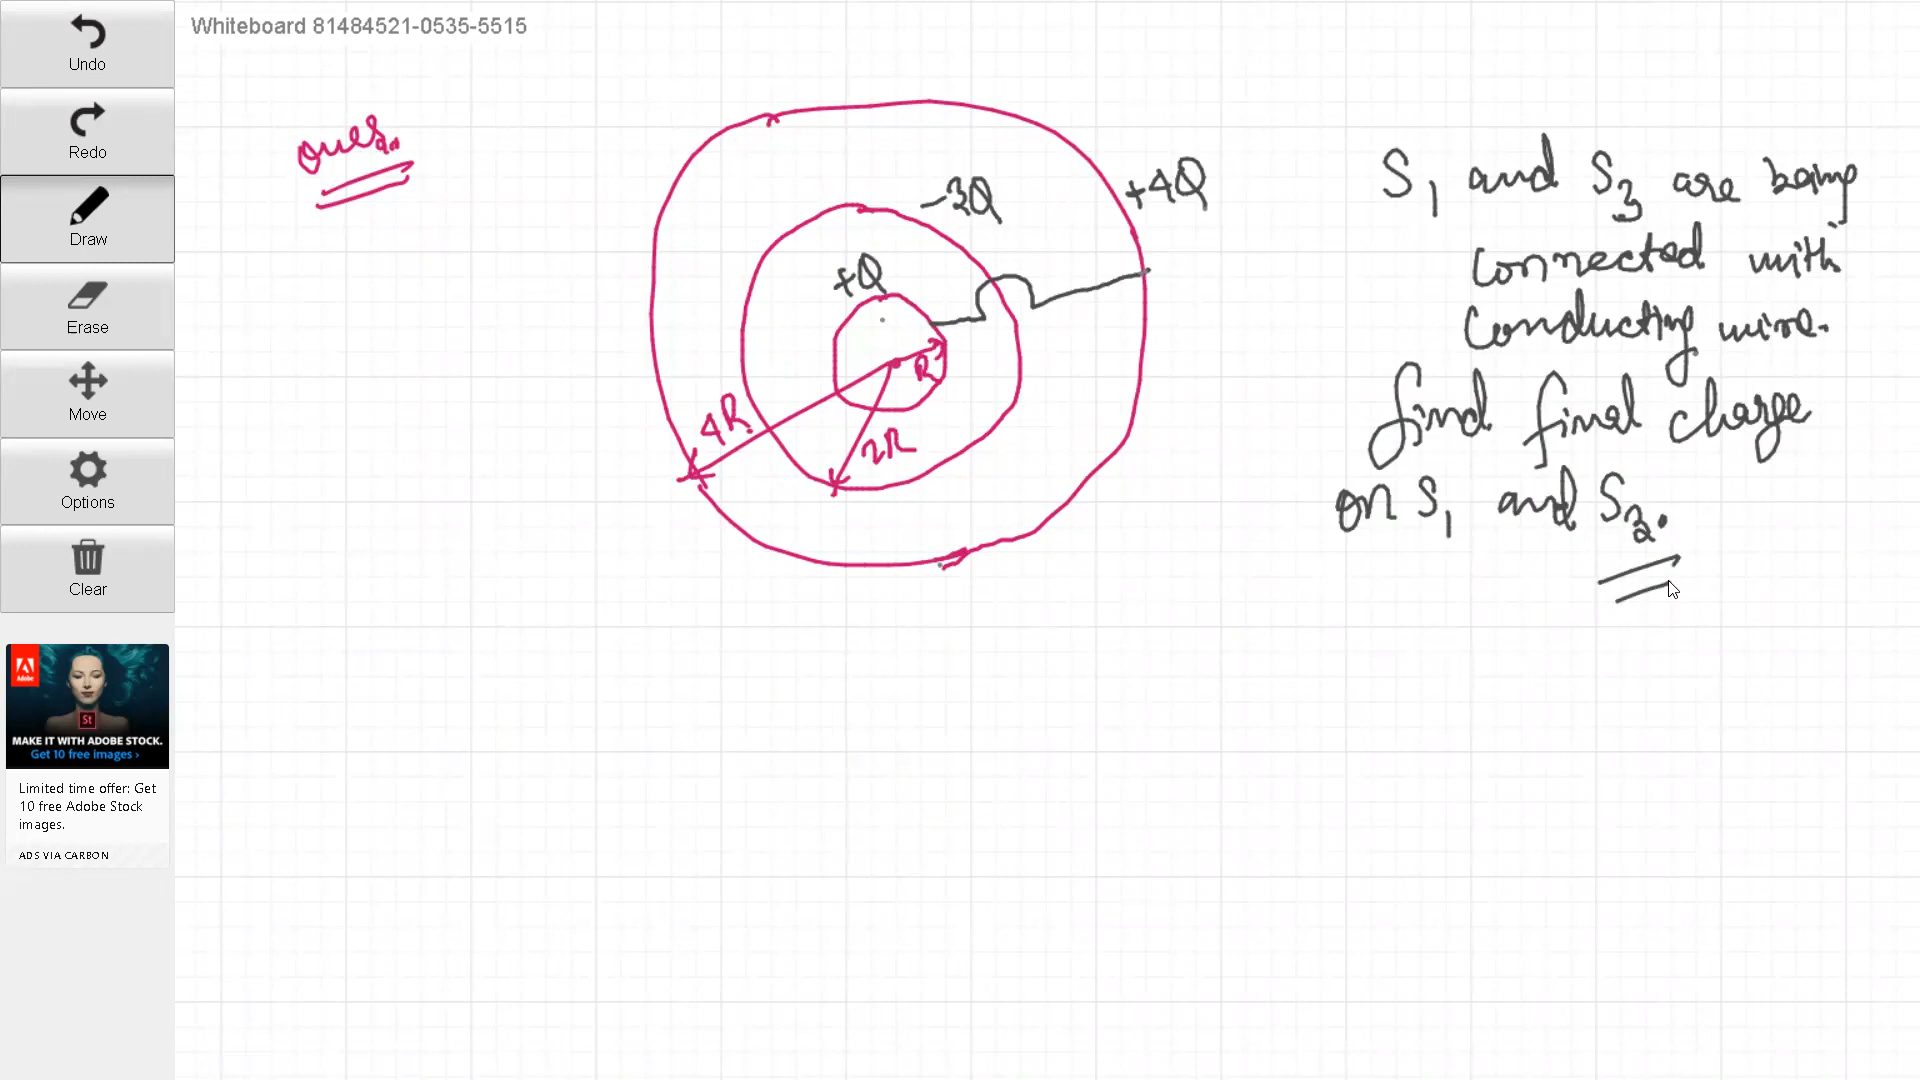 Whiteboard 81484521-0535-5515
Undo
Redo
Draw
Erase
Move
Options
Clear
St
MAKE IT WITH ADOBE STOCK.
Get 10 free images ›
Limited time offer: Get
10 free Adobe Stock
images.
ADS VIA CARBON
Ques.
+4Q
-3Q
+Q
R
4R
2R
S1 and S3 are being
connected with
conducting wire.
find final charge
on S1 and S3.